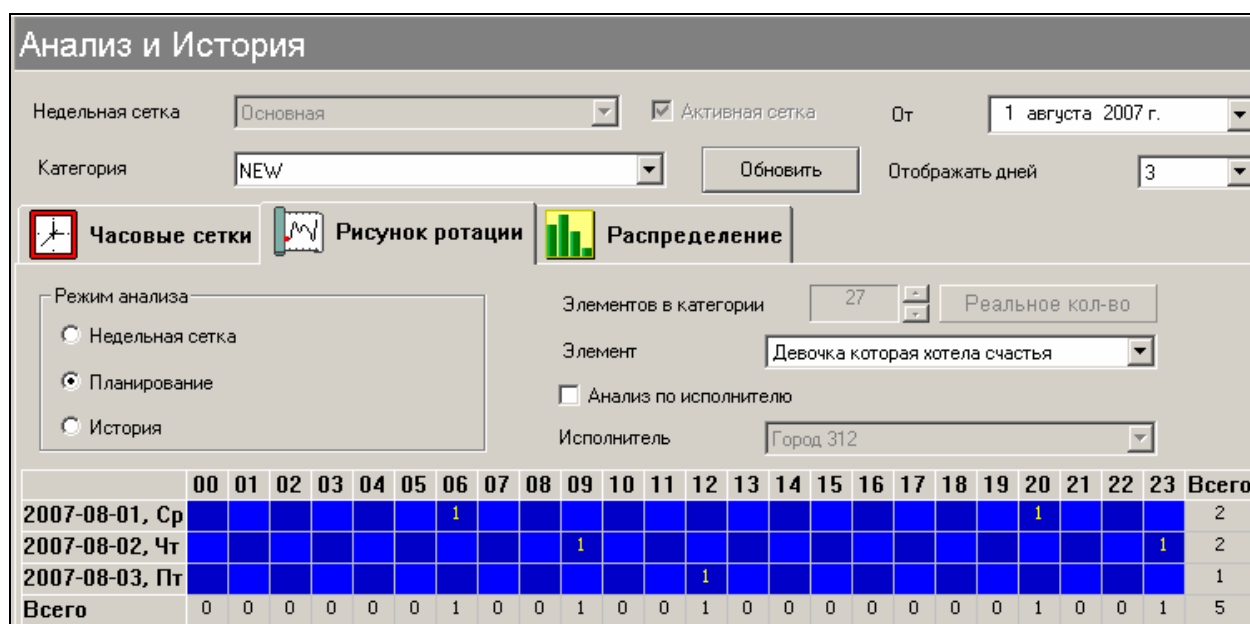 Анализ и История
Недельная сетка Основная Активная сетка От 1 августа 2007 г.
Категория NEW Обновить Отображать дней 3
Часовые сетки Рисунок ротации Распределение
Режим анализа
Элементов в категории 27 Реальное кол-во
Недельная сетка
Элемент Девочка которая хотела счастья
Планирование
Анализ по исполнителю
История
Исполнитель Город 312
00 01 02 03 04 05 06 07 08 09 10 11 12 13 14 15 16 17 18 19 20 21 22 23 Всего
2007-08-01, Ср 1 1 2
2007-08-02, Чт 1 1 2
2007-08-03, Пт 1 1
Всего 0 0 0 0 0 0 1 0 0 1 0 0 1 0 0 0 0 0 0 0 1 0 0 1 5